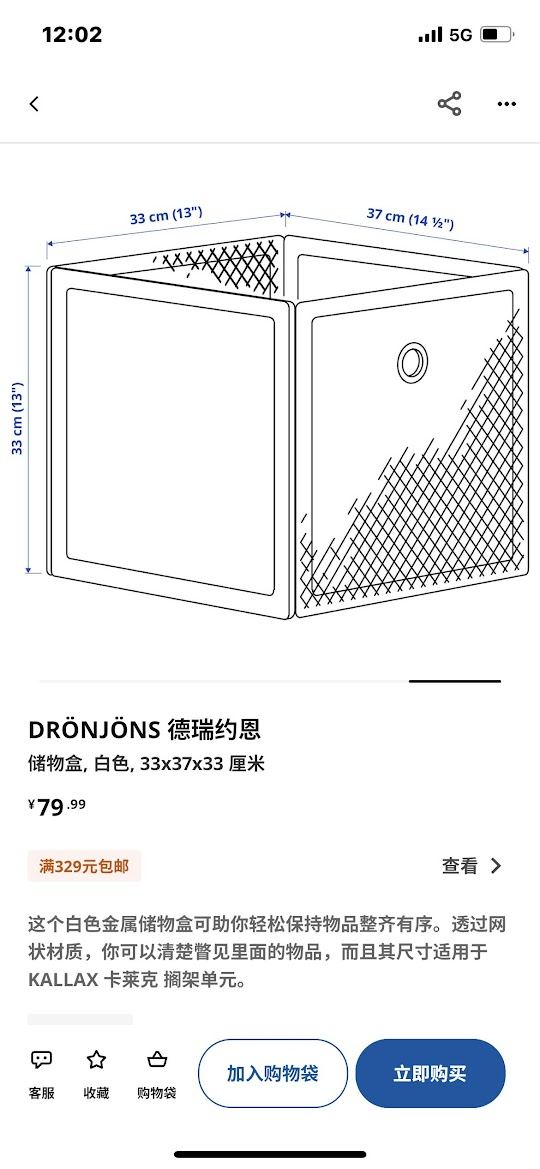 12:02
5G
33 cm (13")
37 cm (14 ½")
33 cm (13")
DRÖNJÖNS 德瑞约恩
储物盒, 白色, 33x37x33 厘米
¥79.99
满329元包邮
查看
这个白色金属储物盒可助你轻松保持物品整齐有序。透过网
状材质，你可以清楚瞥见里面的物品，而且其尺寸适用于
KALLAX 卡莱克 搁架单元。
客服
收藏
购物袋
加入购物袋
立即购买